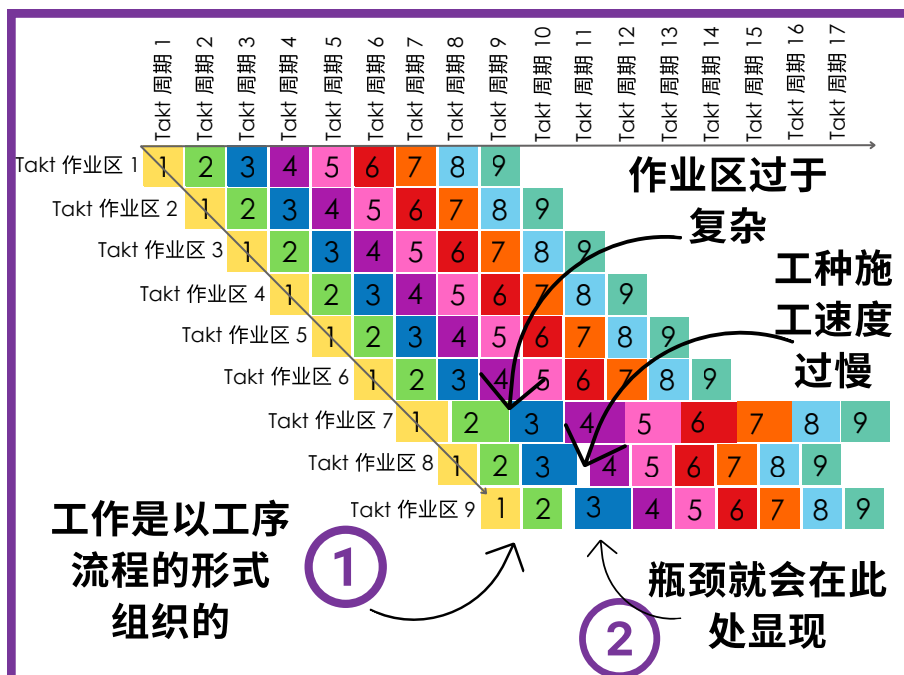 Takt 周期 1
Takt 周期 2
Takt 周期 3
Takt 周期 4
Takt 周期 5
Takt 周期 6
Takt 周期 7
Takt 周期 8
Takt 周期 9
Takt 周期 10
Takt 周期 11
Takt 周期 12
Takt 周期 13
Takt 周期 14
Takt 周期 15
Takt 周期 16
Takt 周期 17
Takt 作业区 1 1 2 3 4 5 6 7 8 9
Takt 作业区 2 1 2 3 4 5 6 7 8 9
Takt 作业区 3 1 2 3 4 5 6 7 8 9
Takt 作业区 4 1 2 3 4 5 6 7 8 9
Takt 作业区 5 1 2 3 4 5 6 7 8 9
Takt 作业区 6 1 2 3 4 5 6 7 8 9
Takt 作业区 7 1 2 3 4 5 6 7 8 9
Takt 作业区 8 1 2 3 4 5 6 7 8 9
Takt 作业区 9 1 2 3 4 5 6 7 8 9
作业区过于
复杂
工种施
工速度
过慢
工作是以工序
流程的形式
组织的
1
瓶颈就会在此
处显现
2